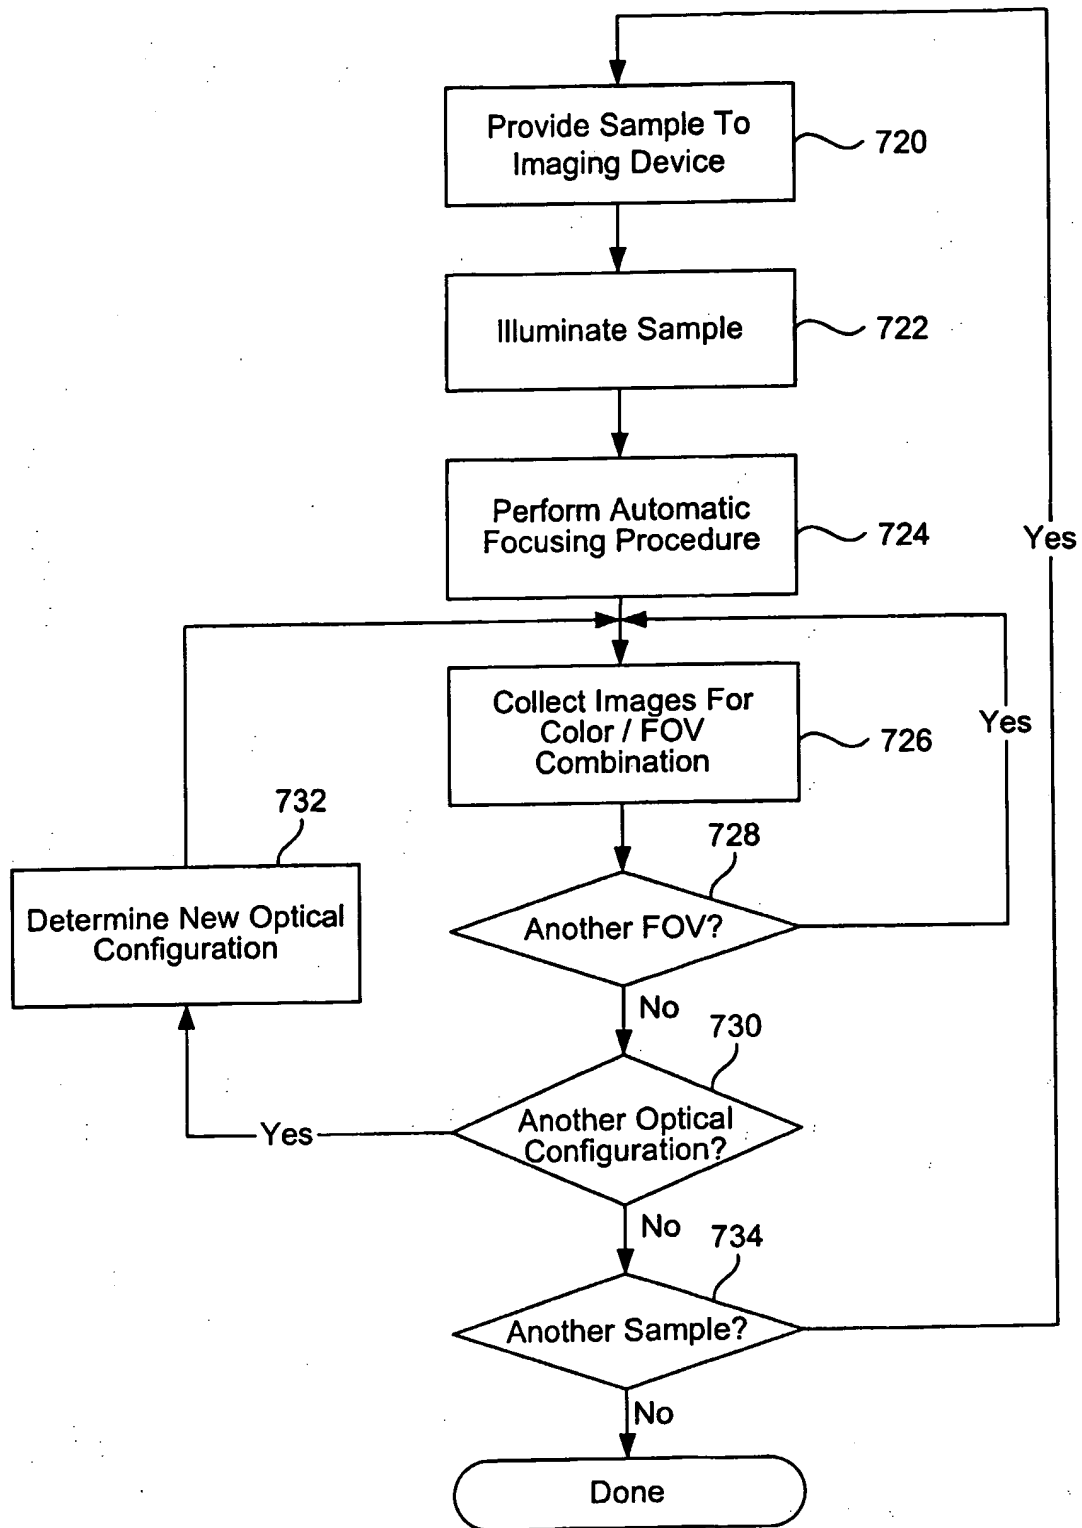 Provide Sample To
Imaging Device
720
Illuminate Sample
722
Perform Automatic
Focusing Procedure
724
Yes
Collect Images For
Color / FOV
Combination
726
Yes
732
Determine New Optical
Configuration
728
Another FOV?
No
730
Another Optical
Configuration?
Yes
No
734
Another Sample?
No
Done